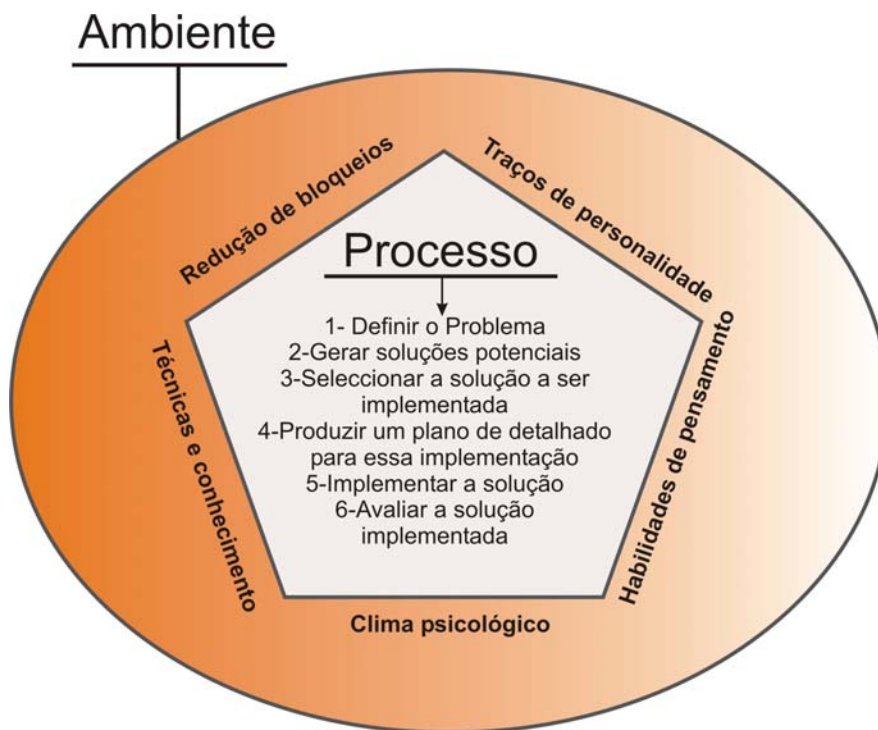 Ambiente
Redução de bloqueios
Traços de personalidade
Processo
1- Definir o Problema
2-Gerar soluções potenciais
3-Seleccionar a solução a ser
implementada
4-Produzir um plano de detalhado
para essa implementação
5-Implementar a solução
6-Avaliar a solução
implementada
Técnicas e conhecimento
Habilidades de pensamento
Clima psicológico